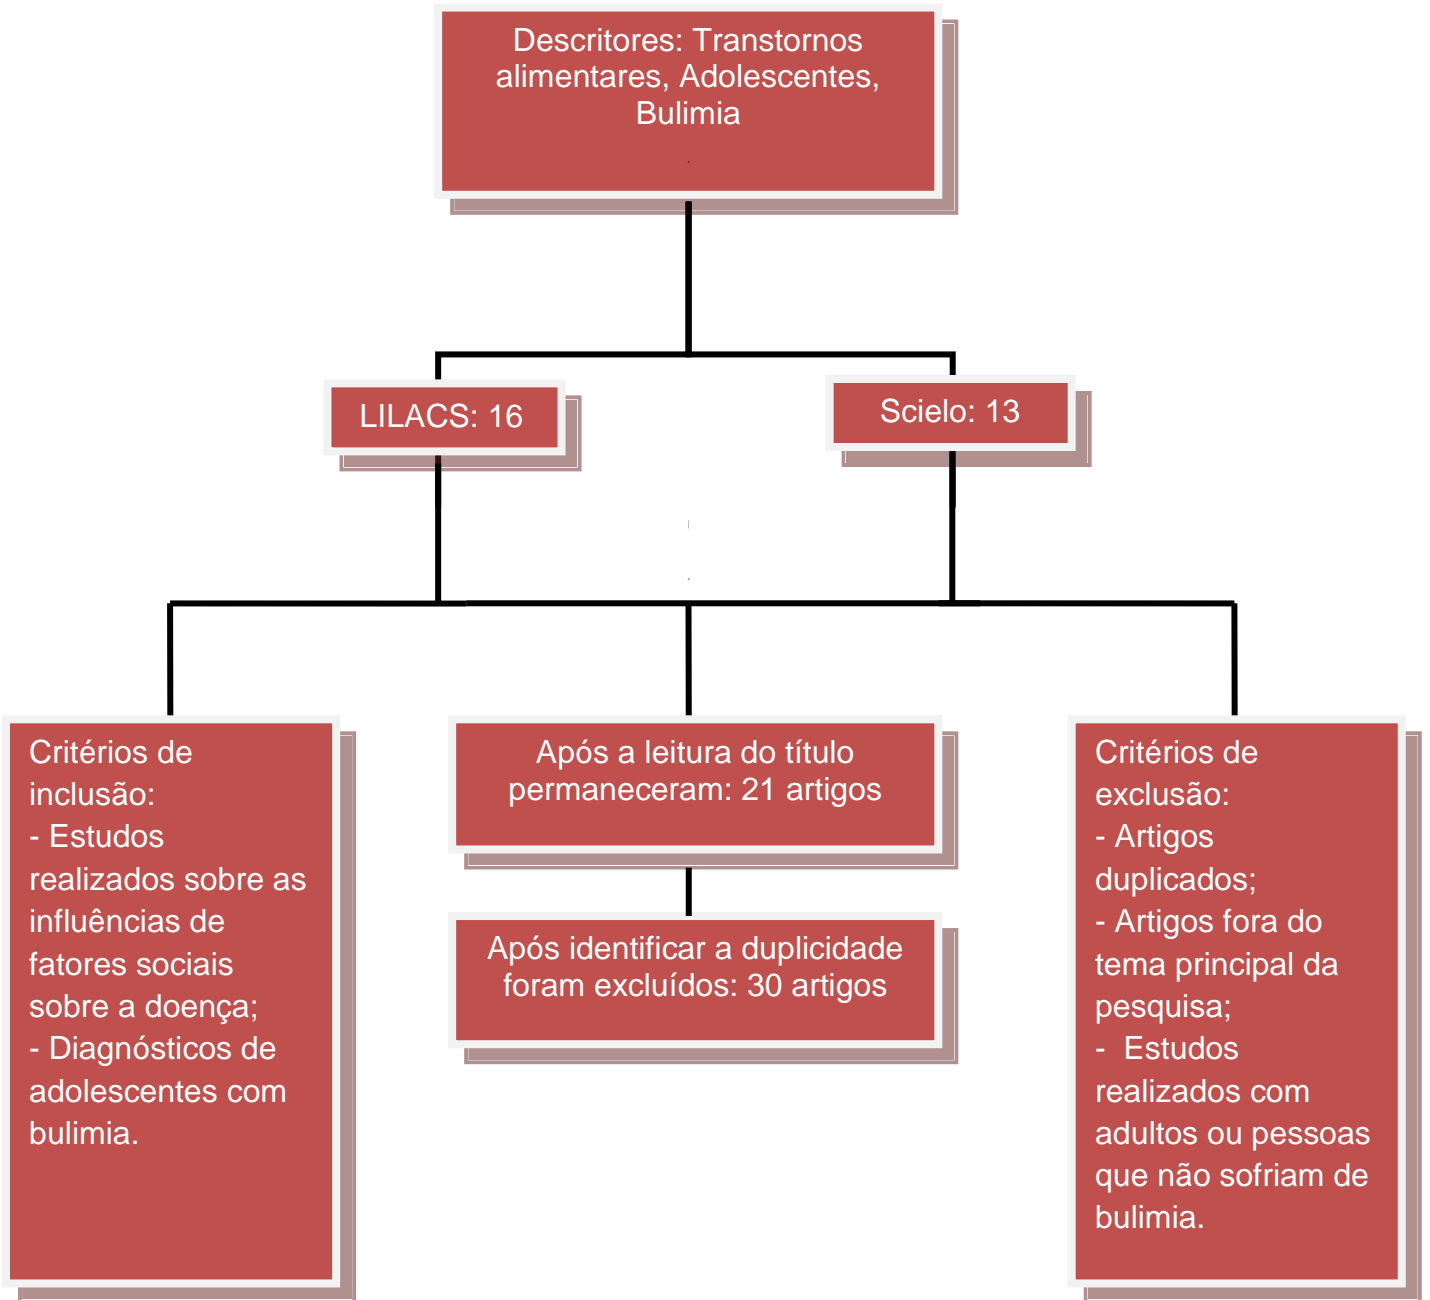 Descritores: Transtornos
alimentares, Adolescentes,
Bulimia
LILACS: 16
Scielo: 13
Critérios de
inclusão:
- Estudos
realizados sobre as
influências de
fatores sociais
sobre a doença;
- Diagnósticos de
adolescentes com
bulimia.
Após a leitura do título
permaneceram: 21 artigos
Após identificar a duplicidade
foram excluídos: 30 artigos
Critérios de
exclusão:
- Artigos
duplicados;
- Artigos fora do
tema principal da
pesquisa;
- Estudos
realizados com
adultos ou pessoas
que não sofriam de
bulimia.